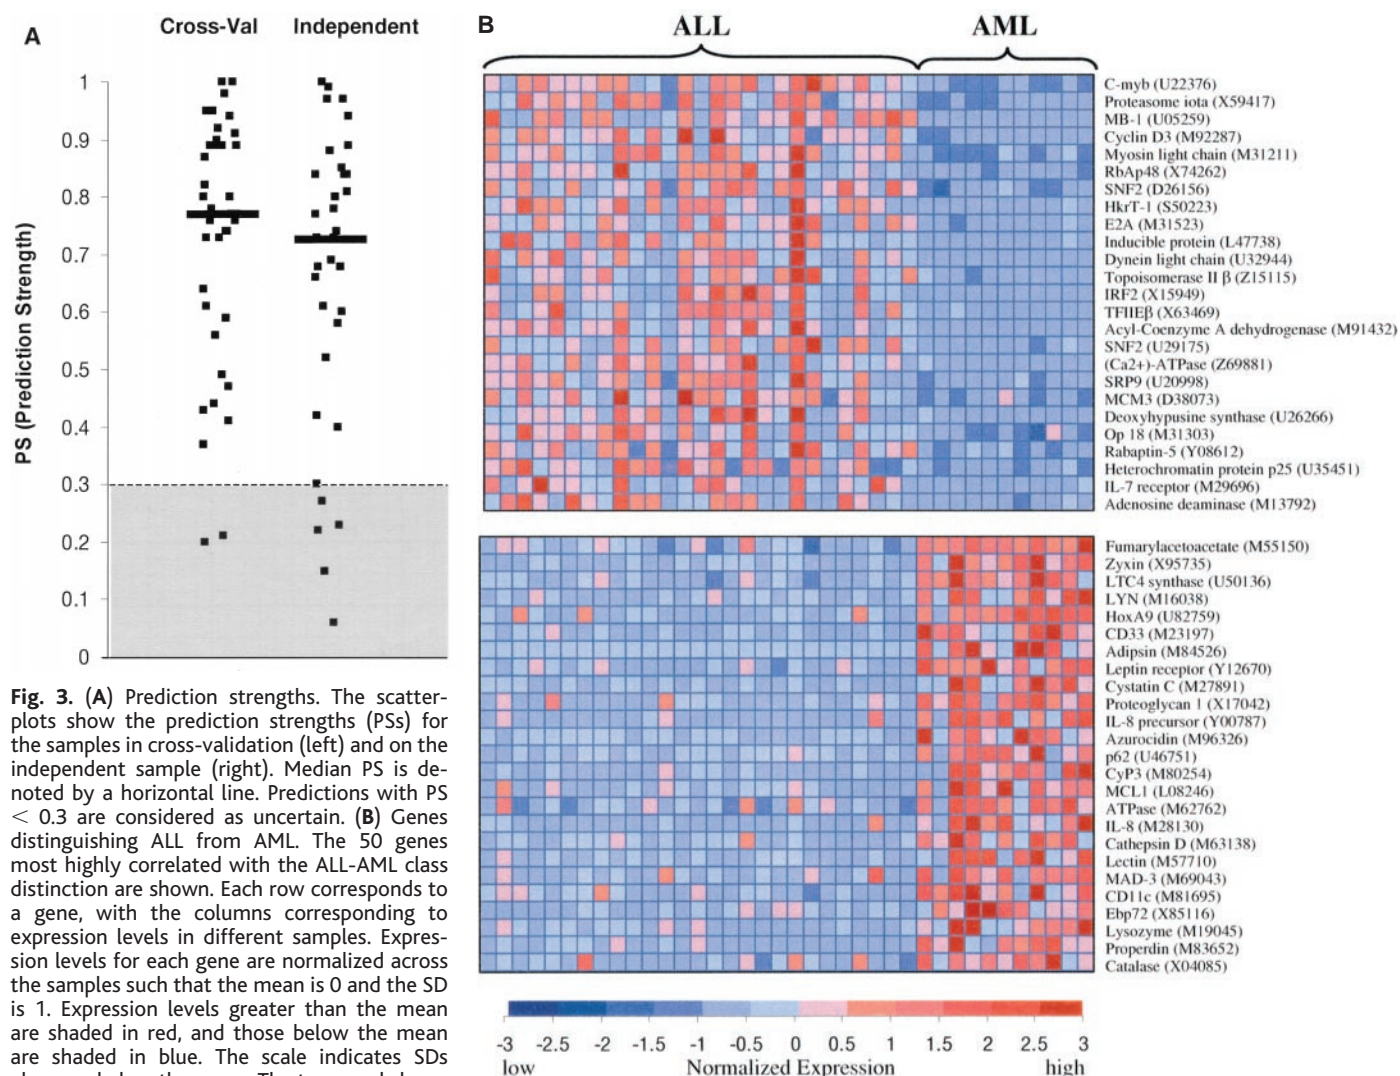 A
Cross-Val Independent
PS (Prediction Strength)
1
0.9
0.8
0.7
0.6
0.5
0.4
0.3
0.2
0.1
0
Fig. 3. (A) Prediction strengths. The scatter-
plots show the prediction strengths (PSs) for
the samples in cross-validation (left) and on the
independent sample (right). Median PS is de-
noted by a horizontal line. Predictions with PS
< 0.3 are considered as uncertain. (B) Genes
distinguishing ALL from AML. The 50 genes
most highly correlated with the ALL-AML class
distinction are shown. Each row corresponds to
a gene, with the columns corresponding to
expression levels in different samples. Expres-
sion levels for each gene are normalized across
the samples such that the mean is 0 and the SD
is 1. Expression levels greater than the mean
are shaded in red, and those below the mean
are shaded in blue. The scale indicates SDs
B
ALL AML
C-myb (U22376)
Proteasome iota (X59417)
MB-1 (U05259)
Cyclin D3 (M92287)
Myosin light chain (M31211)
RbAp48 (X74262)
SNF2 (D26156)
HkrT-1 (S50223)
E2A (M31523)
Inducible protein (L47738)
Dynein light chain (U32944)
Topoisomerase II β (Z15115)
IRF2 (X15949)
TFIIEβ (X63469)
Acyl-Coenzyme A dehydrogenase (M91432)
SNF2 (U29175)
(Ca2+)-ATPase (Z69881)
SRP9 (U20998)
MCM3 (D38073)
Deoxyhypusine synthase (U26266)
Op 18 (M31303)
Rabaptin-5 (Y08612)
Heterochromatin protein p25 (U35451)
IL-7 receptor (M29696)
Adenosine deaminase (M13792)
Fumarylacetoacetate (M55150)
Zyxin (X95735)
LTC4 synthase (U50136)
LYN (M16038)
HoxA9 (U82759)
CD33 (M23197)
Adipsin (M84526)
Leptin receptor (Y12670)
Cystatin C (M27891)
Proteoglycan 1 (X17042)
IL-8 precursor (Y00787)
Azurocidin (M96326)
p62 (U46751)
CyP3 (M80254)
MCL1 (L08246)
ATPase (M62762)
IL-8 (M28130)
Cathepsin D (M63138)
Lectin (M57710)
MAD-3 (M69043)
CD11c (M81695)
Ebp72 (X85116)
Lysozyme (M19045)
Properdin (M83652)
Catalase (X04085)
-3 -2.5 -2 -1.5 -1 -0.5 0 0.5 1 1.5 2 2.5 3
low Normalized Expression high